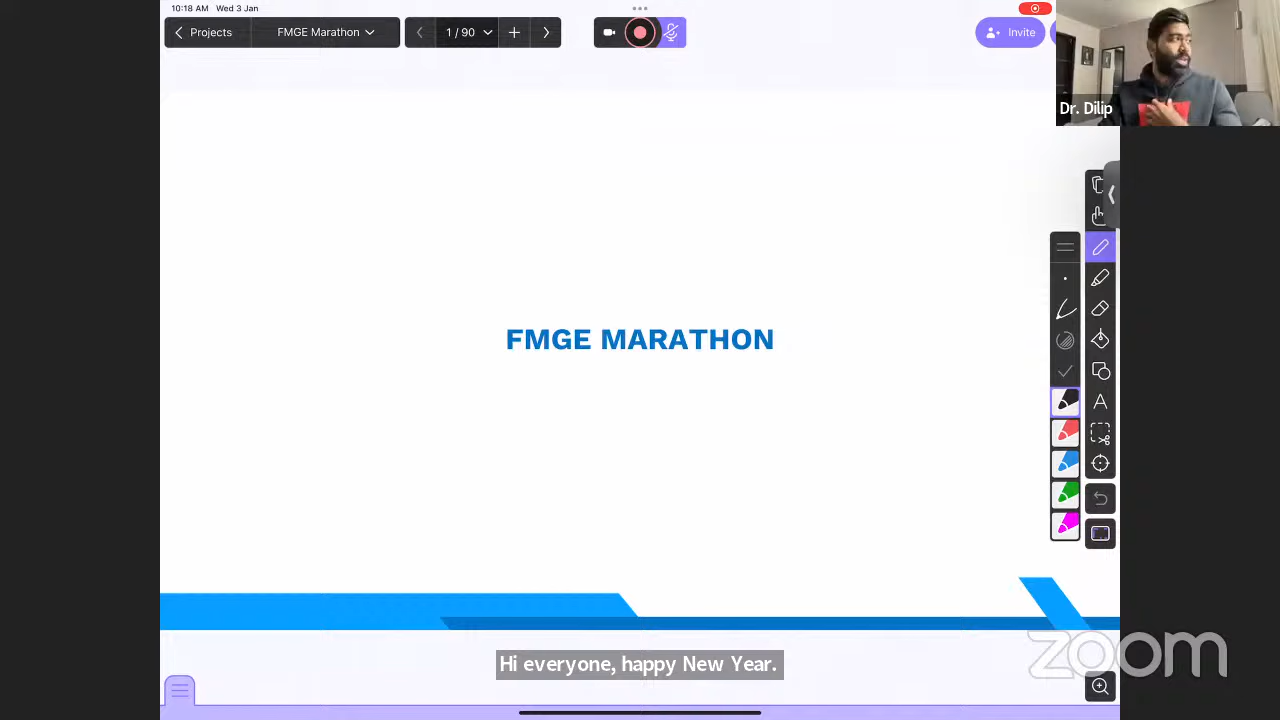 10:18 AM Wed 3 Jan
Projects
FMGE Marathon
1 / 90
Invite
Dr. Dilip
FMGE MARATHON
A
Hi everyone, happy New Year.
zoom